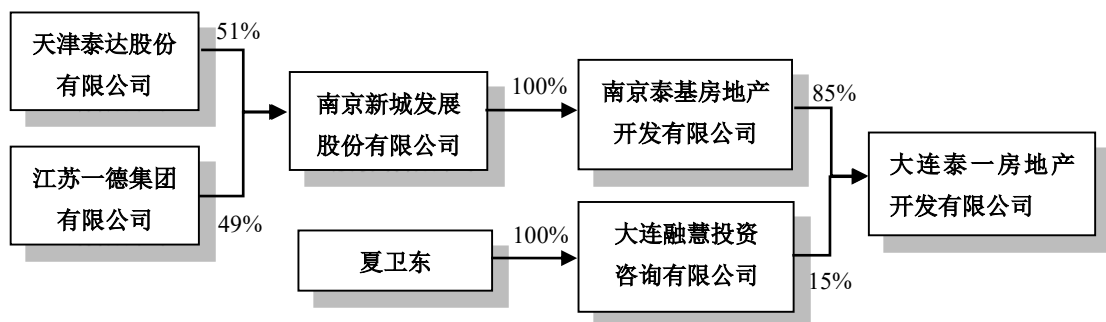 天津泰达股份
有限公司
51%
江苏一德集团
有限公司
49%
南京新城发展
股份有限公司
100%
南京泰基房地产
开发有限公司
85%
夏卫东
100%
大连融慧投资
咨询有限公司
15%
大连泰一房地产
开发有限公司